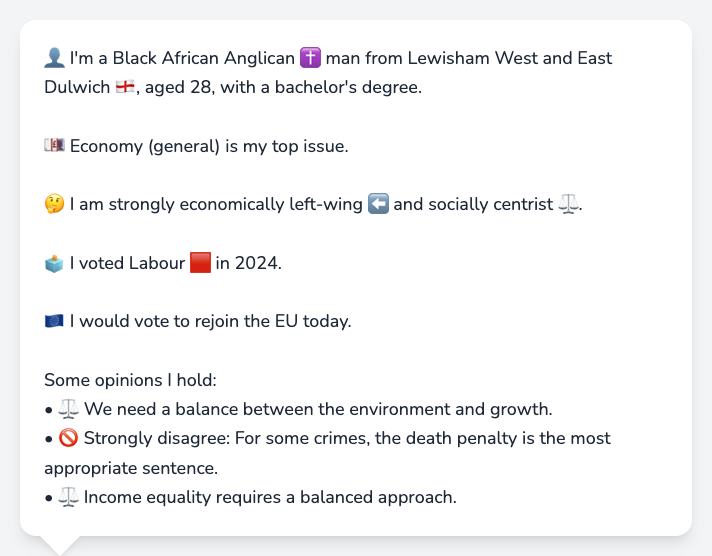 👤 I'm a Black African Anglican ✝️ man from Lewisham West and East
Dulwich 🏴󠁧󠁢󠁥󠁮󠁧󠁿, aged 28, with a bachelor's degree.
💷 Economy (general) is my top issue.
🤔 I am strongly economically left-wing ⬅️ and socially centrist ⚖️.
🗳️ I voted Labour 🟥 in 2024.
🇪🇺 I would vote to rejoin the EU today.
Some opinions I hold:
• ⚖️ We need a balance between the environment and growth.
• 🚫 Strongly disagree: For some crimes, the death penalty is the most
appropriate sentence.
• ⚖️ Income equality requires a balanced approach.